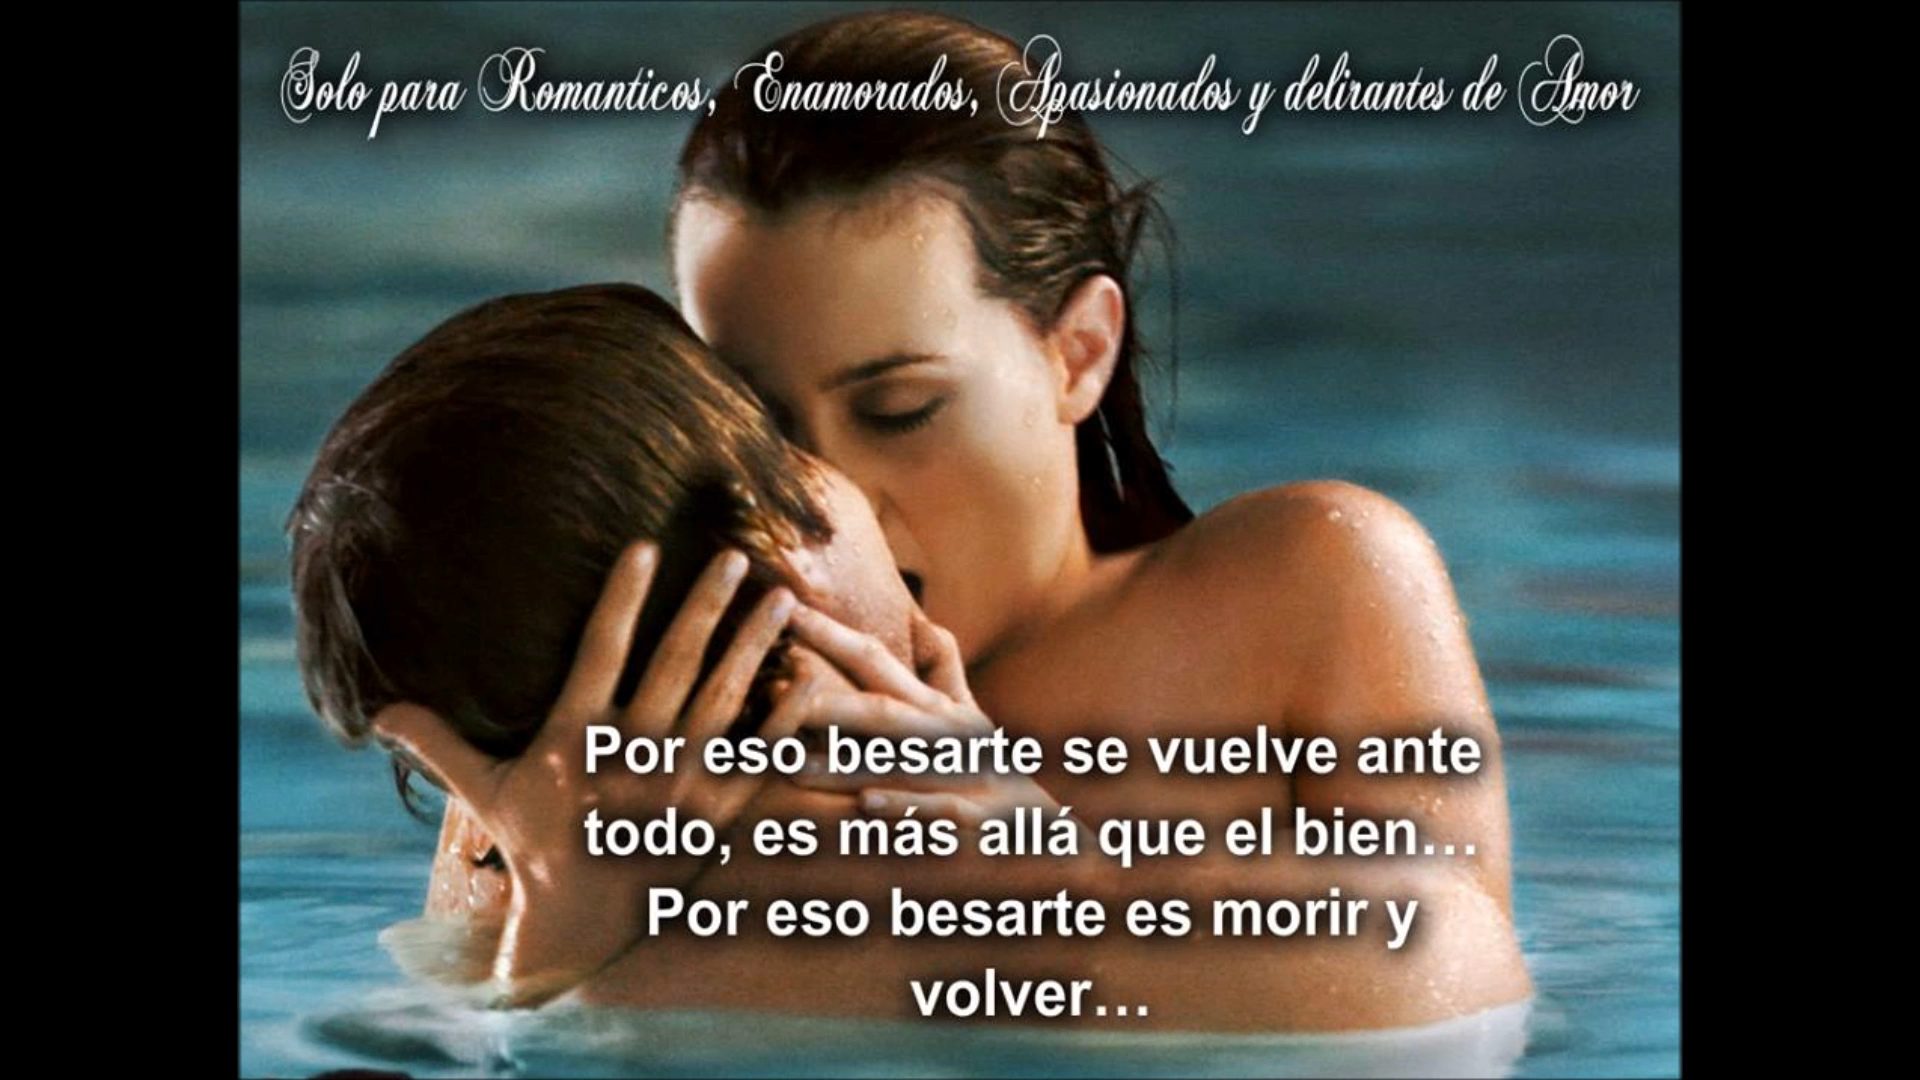 Solo para Romanticos, Enamorados, Apasionados y delirantes de Amor
Por eso besarte se vuelve ante
todo, es más allá que el bien...
Por eso besarte es morir y
volver...